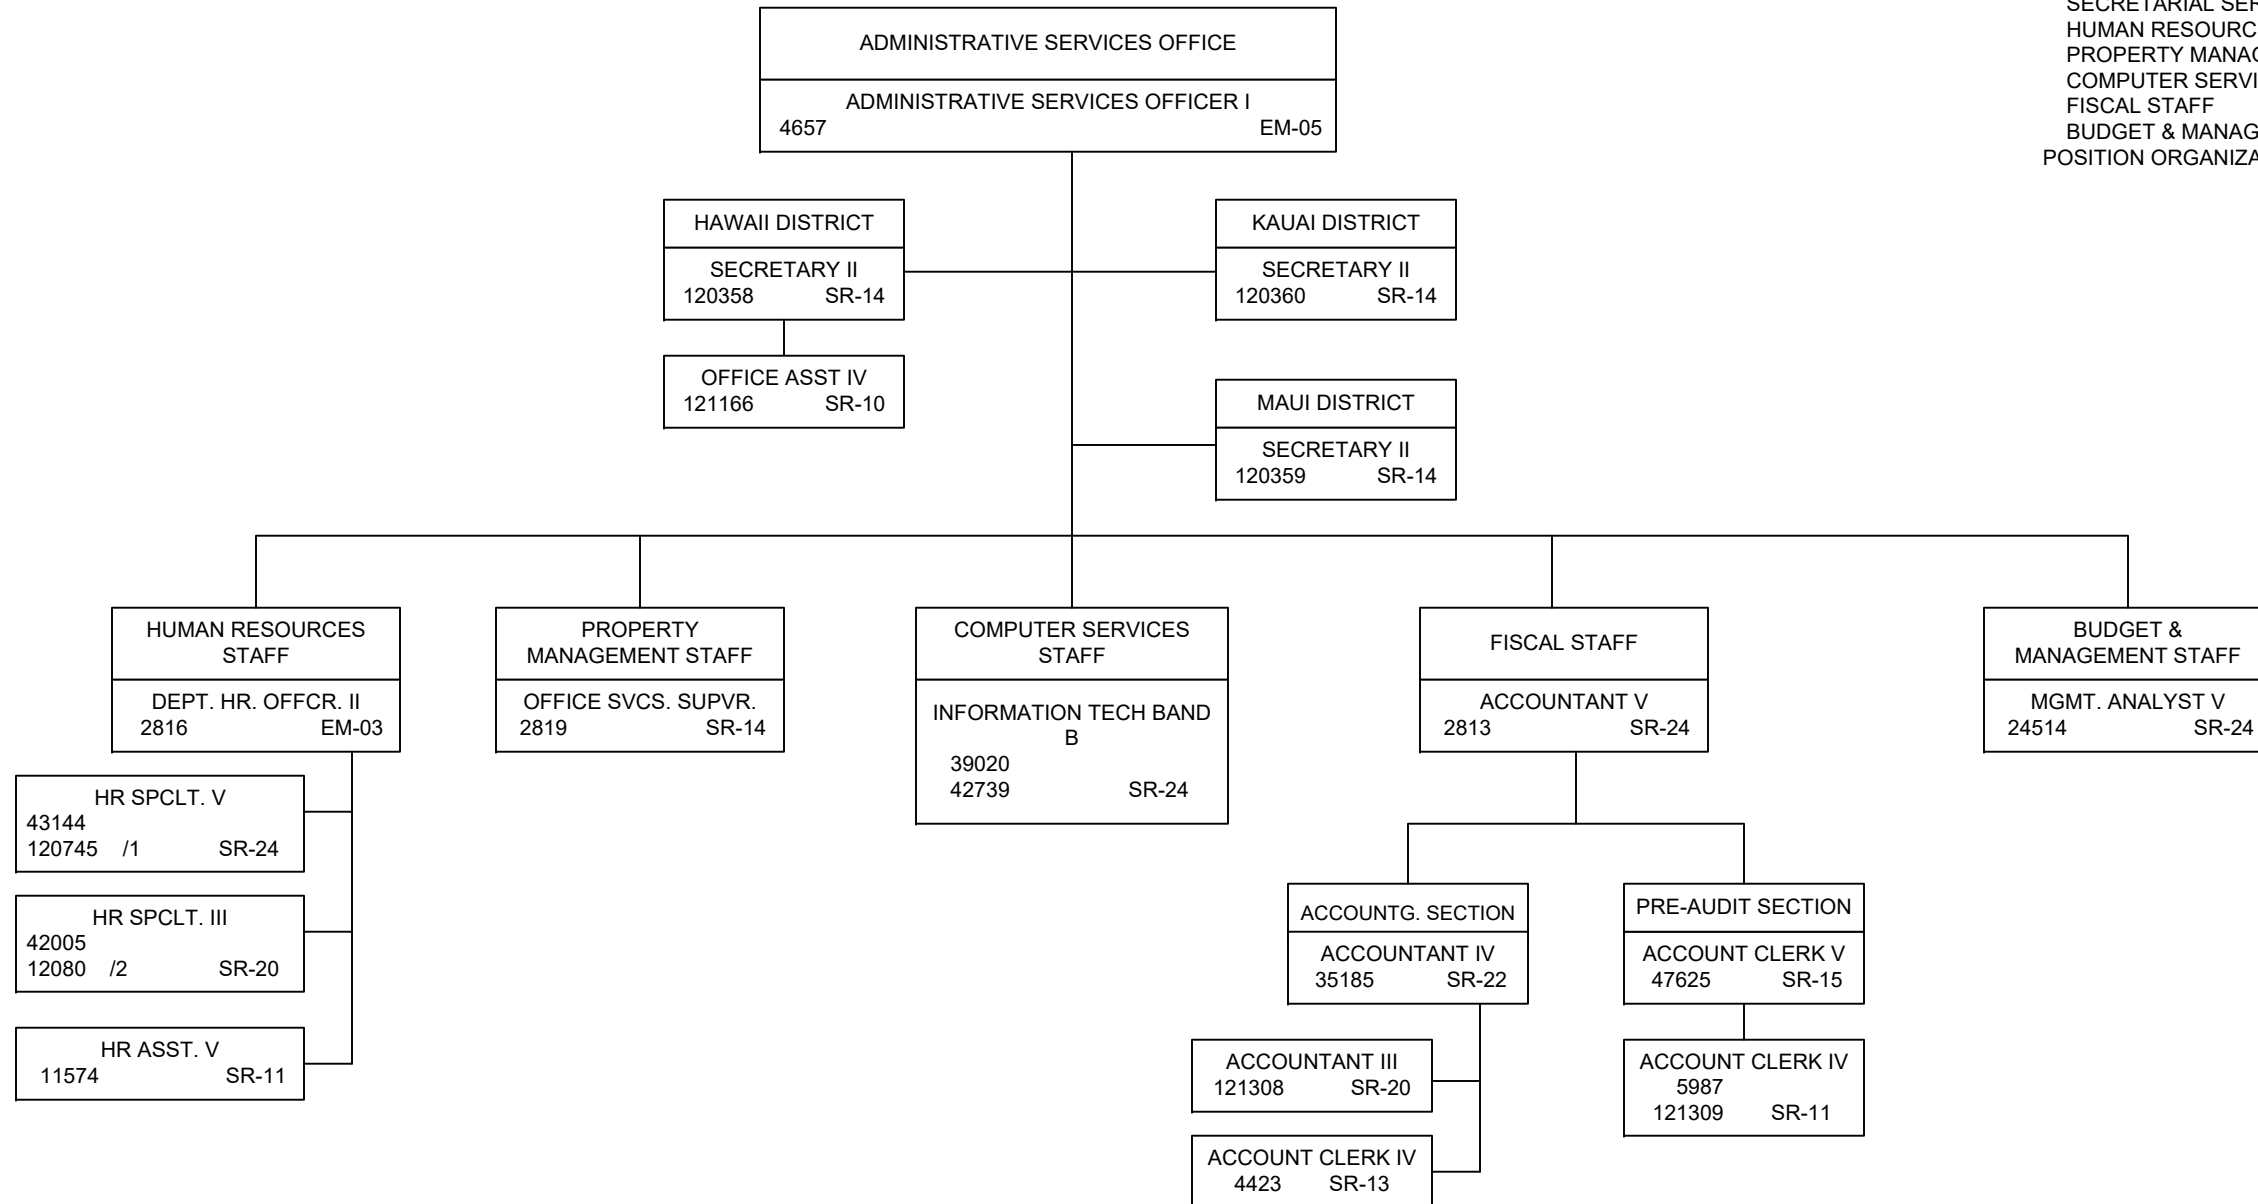 SECRETARIAL
HUMAN
PROPERTY
COMPUTER
FISCAL STAFF
BUDGET &
POSITION
ADMINISTRATIVE SERVICES OFFICE
ADMINISTRATIVE SERVICES OFFICER I
4657 EM-05
HAWAII DISTRICT
SECRETARY II
120358 SR-14
OFFICE ASST IV
121166 SR-10
KAUAI DISTRICT
SECRETARY II
120360 SR-14
MAUI DISTRICT
SECRETARY II
120359 SR-14
HUMAN RESOURCES
STAFF
DEPT. HR. OFFCR. II
2816 EM-03
HR SPCLT. V
43144
120745 /1 SR-24
HR SPCLT. III
42005
12080 /2 SR-20
HR ASST. V
11574 SR-11
PROPERTY
MANAGEMENT STAFF
OFFICE SVCS. SUPVR.
2819 SR-14
COMPUTER SERVICES
STAFF
INFORMATION TECH BAND
B
39020
42739 SR-24
FISCAL STAFF
ACCOUNTANT V
2813 SR-24
ACCOUNTG. SECTION
ACCOUNTANT IV
35185 SR-22
ACCOUNTANT III
121308 SR-20
ACCOUNT CLERK IV
4423 SR-13
PRE-AUDIT SECTION
ACCOUNT CLERK V
47625 SR-15
ACCOUNT CLERK IV
5987
121309 SR-11
BUDGET &
MANAGEMENT STAFF
MGMT. ANALYST V
24514 SR-24